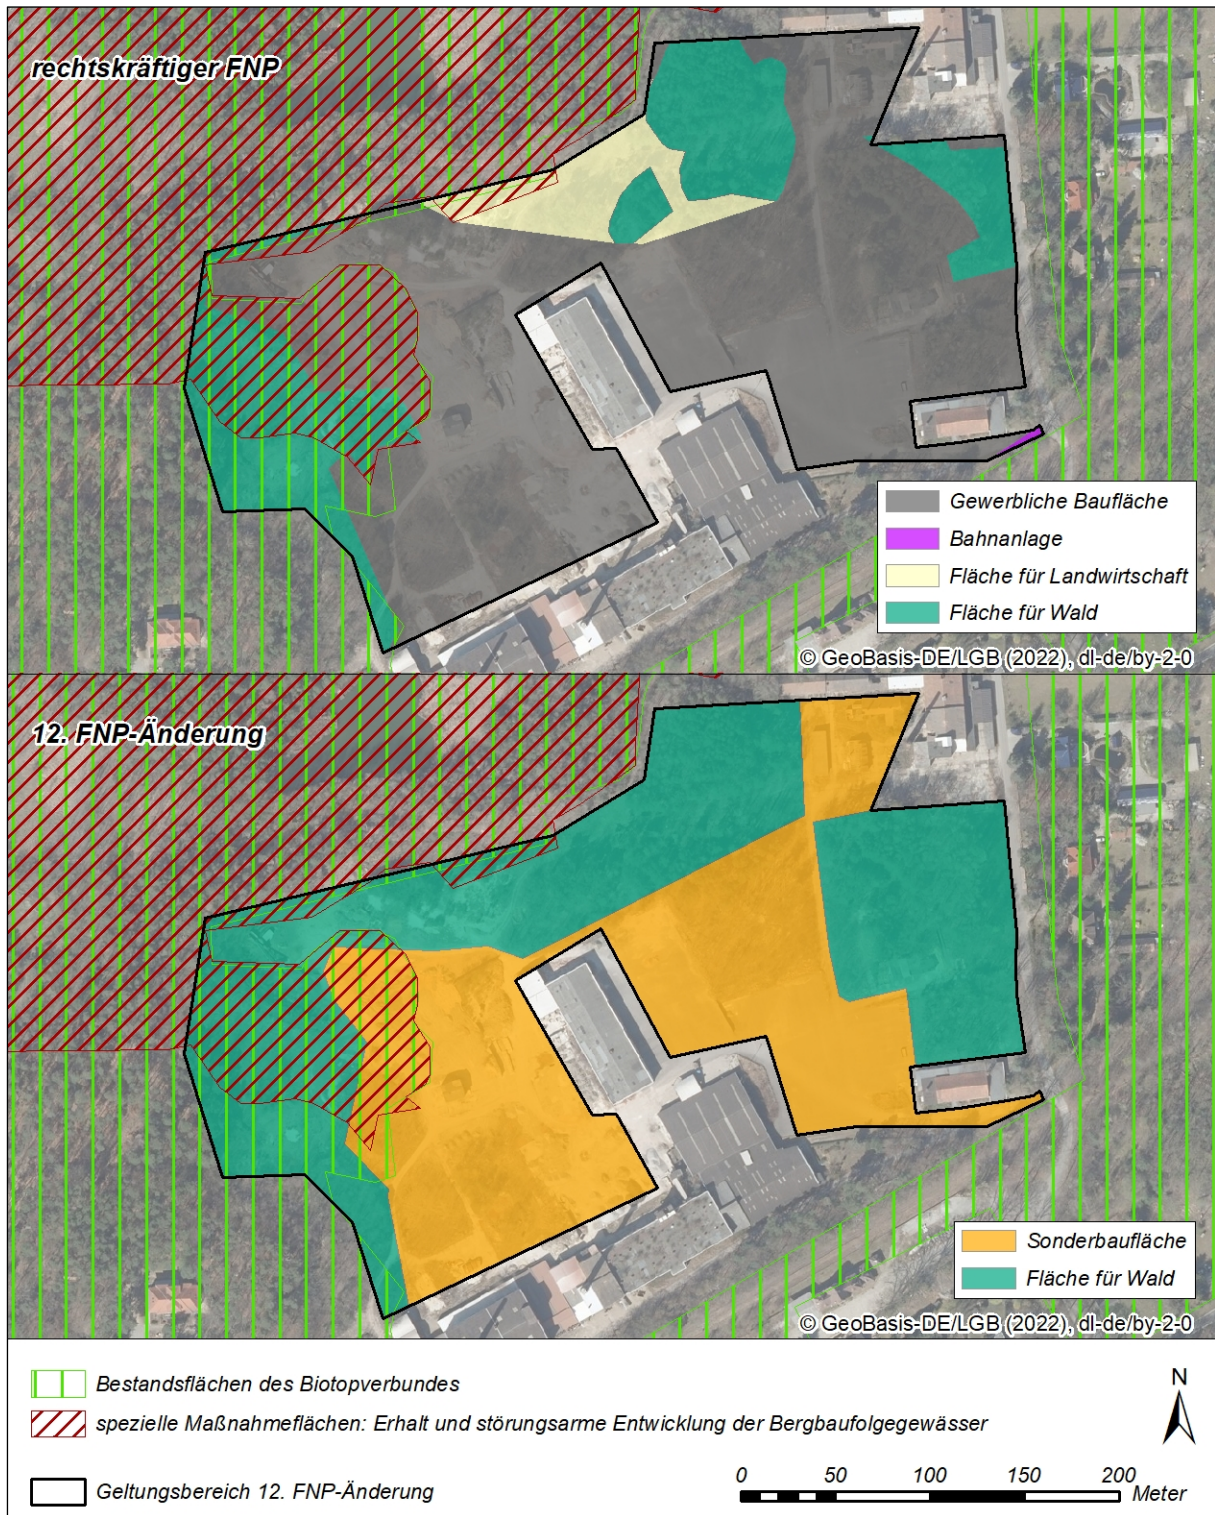 rechtskräftiger FNP
Gewerbliche Baufläche
Bahnanlage
Fläche für Landwirtschaft
Fläche für Wald
© GeoBasis-DE/LGB (2022), dl-de/by-2-0
12. FNP-Änderung
Sonderbaufläche
Fläche für Wald
© GeoBasis-DE/LGB (2022), dl-de/by-2-0
Bestandsflächen des Biotopverbundes
spezielle Maßnahmeflächen: Erhalt und störungsarme Entwicklung der Bergbaufolgegewässer
Geltungsbereich 12. FNP-Änderung
N
0 50 100 150 200
Meter